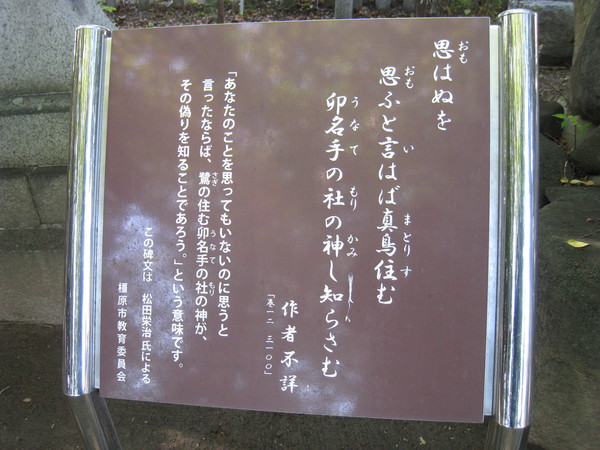 思はぬを
思ふと言はば真鳥住む
卯名手の社の神し知らさむ
作者不詳
「巻一二 三一〇〇」
「あなたのことを思ってもいないのに思うと
言ったならば、鷺の住む卯名手の社の神が、
その偽りを知ることであろう。」という意味です。
この碑文は 松田栄治氏による
橿原市教育委員会